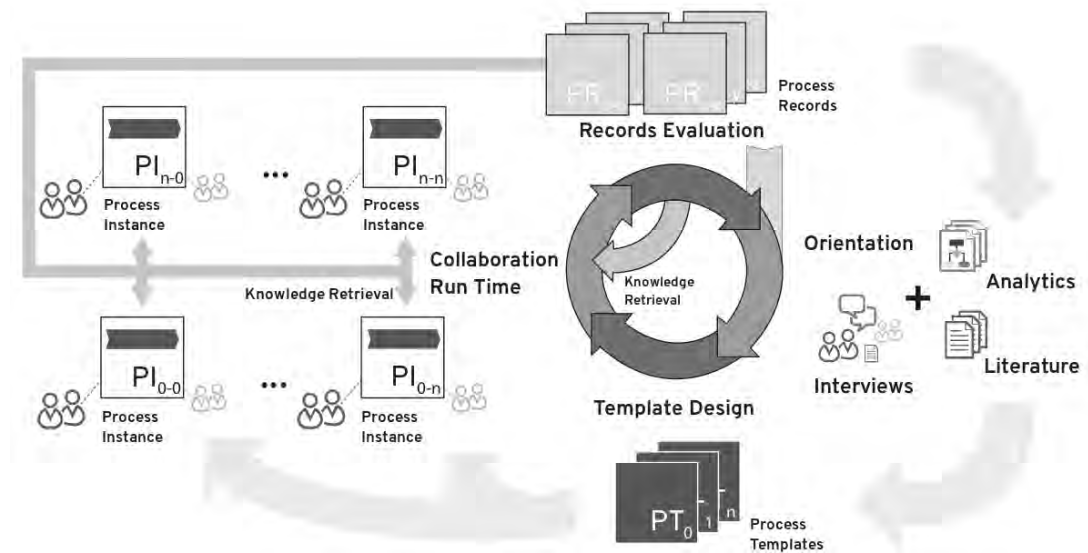 PR PR
Process
Records
Records Evaluation
PI n-0
Process
Instance
...
PI n-n
Process
Instance
Collaboration
Run Time
Knowledge Retrieval
Knowledge
Retrieval
Orientation
Analytics
+
Interviews
Literature
PI 0-0
Process
Instance
...
PI 0-n
Process
Instance
Template Design
PT 0
1
n
Process
Templates